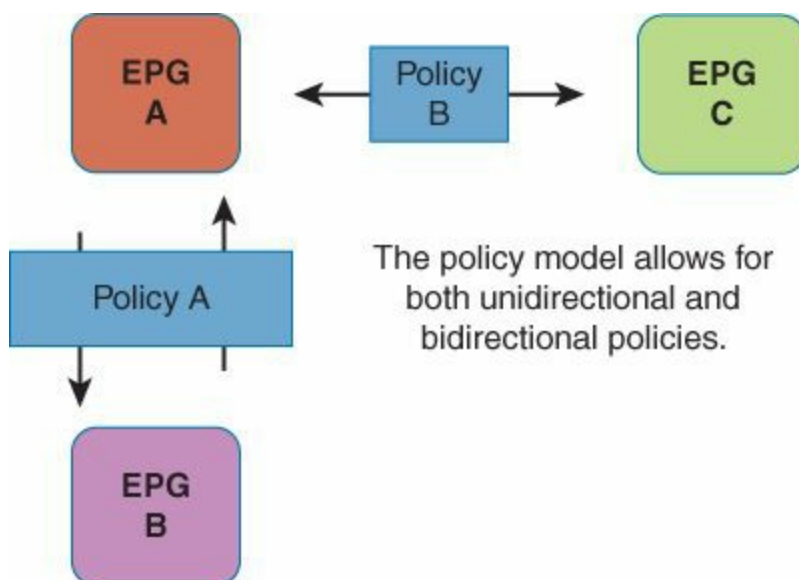 EPG
A
Policy
B
EPG
C
Policy A
The policy model allows for
both unidirectional and
bidirectional policies.
EPG
B